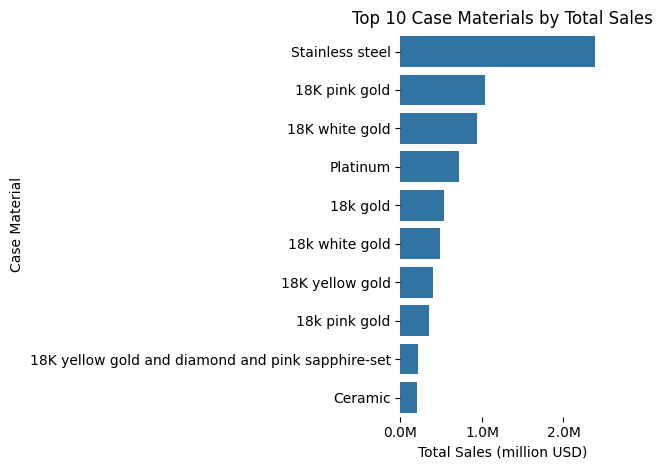 Top 10 Case Materials by Total Sales
Case Material
Stainless steel
18K pink gold
18K white gold
Platinum
18k gold
18k white gold
18K yellow gold
18k pink gold
18K yellow gold and diamond and pink sapphire-set
Ceramic
0.0M 1.0M 2.0M
Total Sales (million USD)